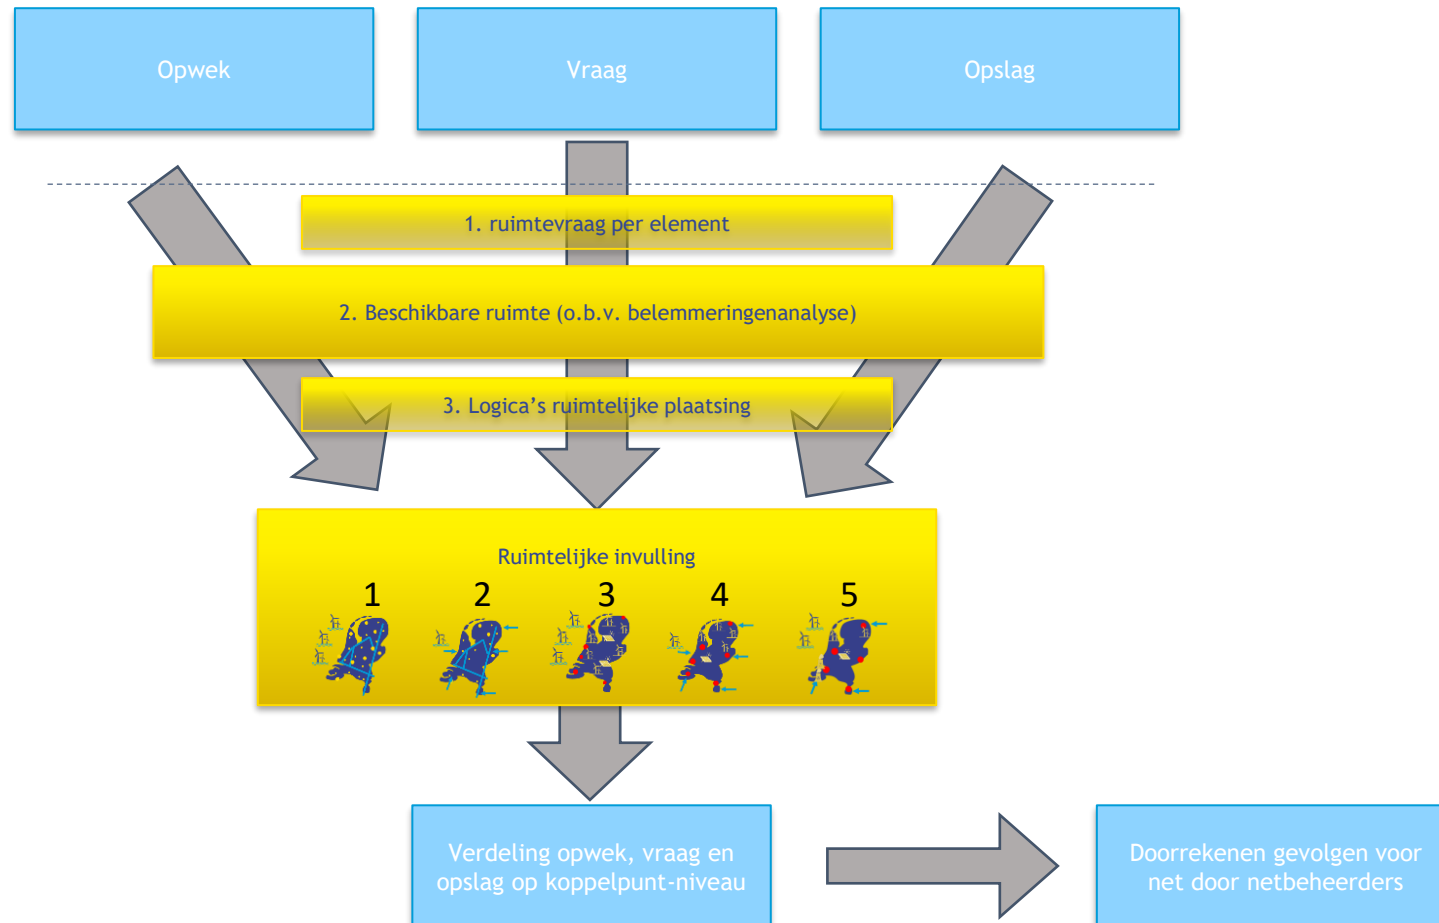 Opwek
Vraag
Opslag
1. ruimtevraag per element
2. Beschikbare ruimte (o.b.v. belemmeringenanalyse)
3. Logica’s ruimtelijke plaatsing
Ruimtelijke invulling
1 2 3 4 5
Verdeling opwek, vraag en
opslag op koppelpunt-niveau
Doorrekenen gevolgen voor
net door netbeheerders